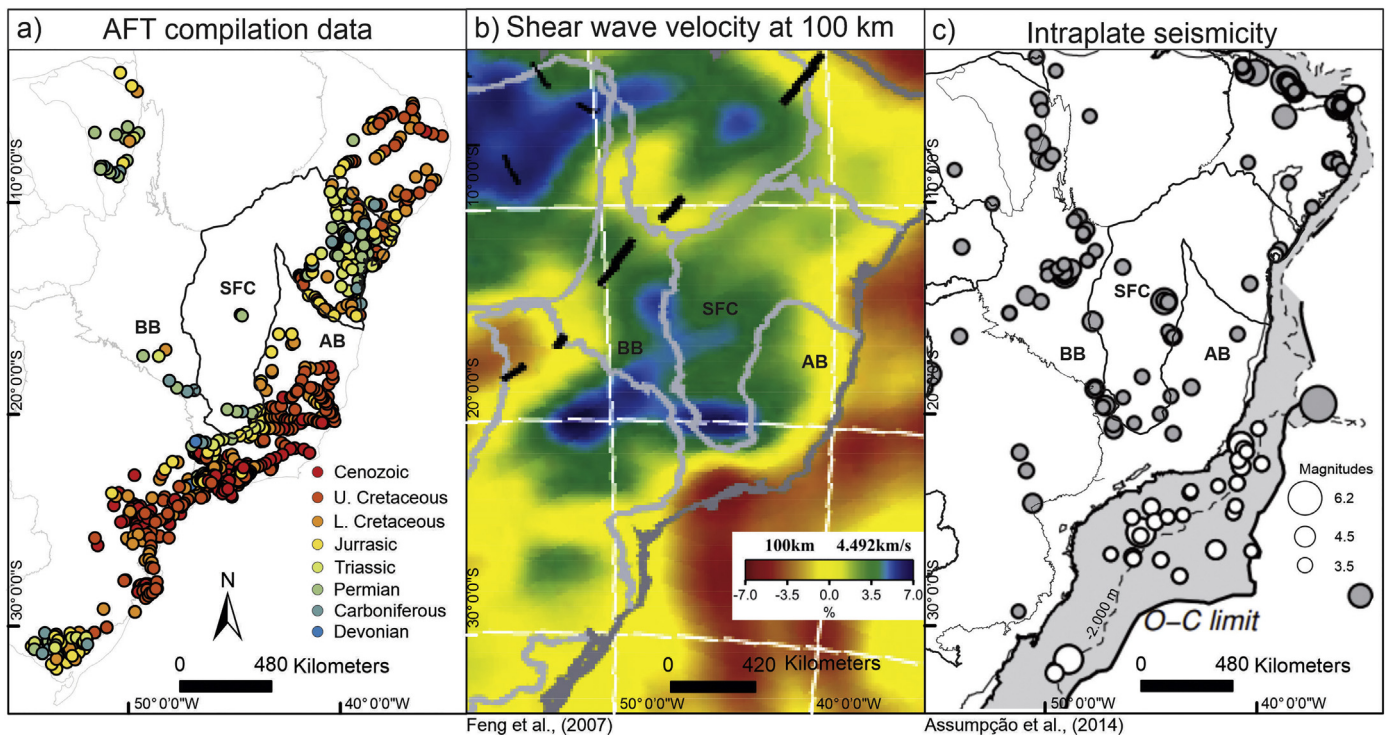 a) AFT compilation data
10°0'0"S
SFC
BB
AB
20°0'0"S
Cenozoic
U. Cretaceous
L. Cretaceous
Jurrasic
Triassic
Permian
Carboniferous
Devonian
30°0'0"S
N
0 480 Kilometers
50°0'0"W 40°0'0"W
b) Shear wave velocity at 100 km
10°0'0"S
SFC
BB
AB
20°0'0"S
100km 4.492km/s
-7.0 -3.5 0.0 3.5 7.0
%
30°0'0"S
0 420 Kilometers
50°0'0"W 40°0'0"W
Feng et al., (2007)
c) Intraplate seismicity
10°0'0"S
SFC
BB
AB
20°0'0"S
Magnitudes
6.2
4.5
3.5
30°0'0"S
-2.000 m
O-C limit
0 480 Kilometers
50°0'0"W 40°0'0"W
Assumpção et al., (2014)